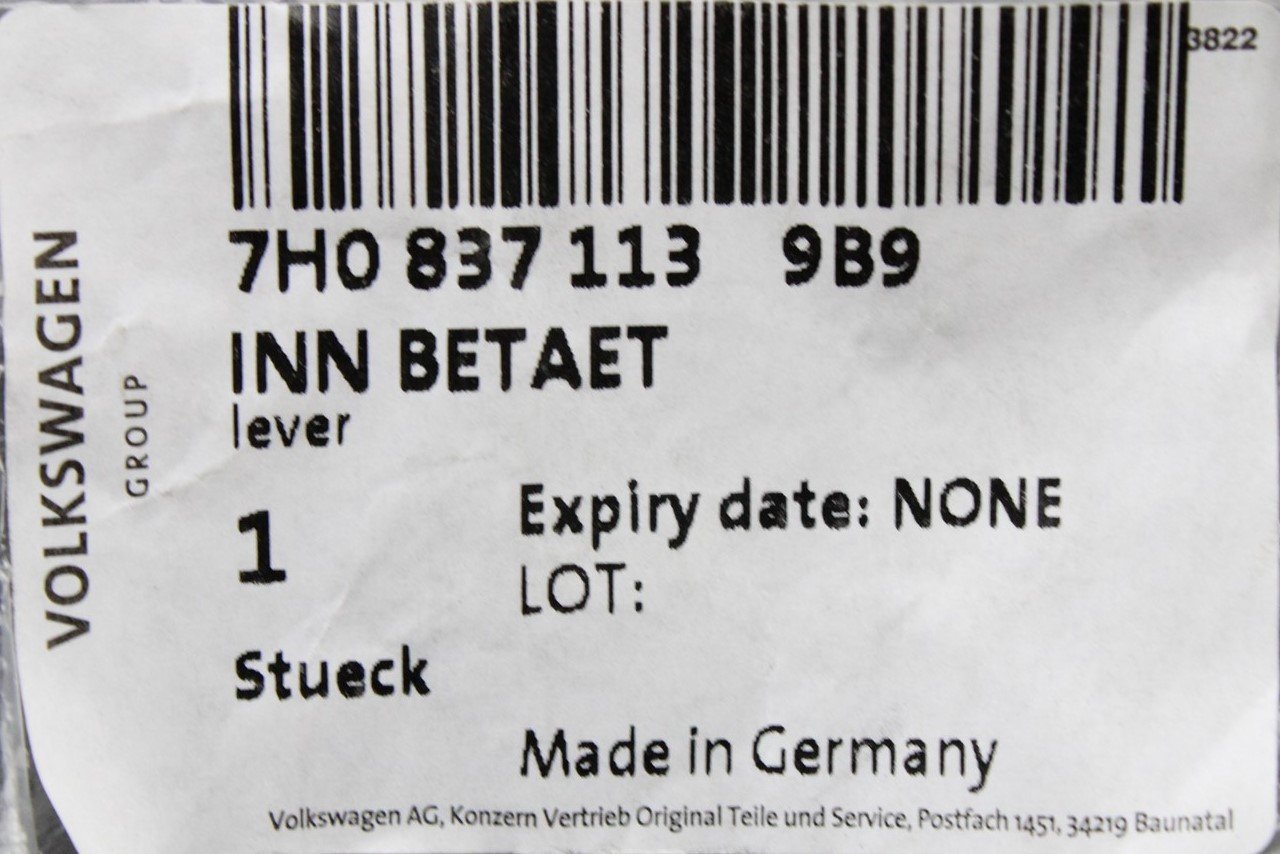 3822
7H0 837 113 9B9
INN BETAET
lever
1
Expiry date: NONE
LOT:
Stueck
Made in Germany
Volkswagen AG, Konzern Vertrieb Original Teile und Service, Postfach 1451, 34219 Baunatal
VOLKSWAGEN
GROUP